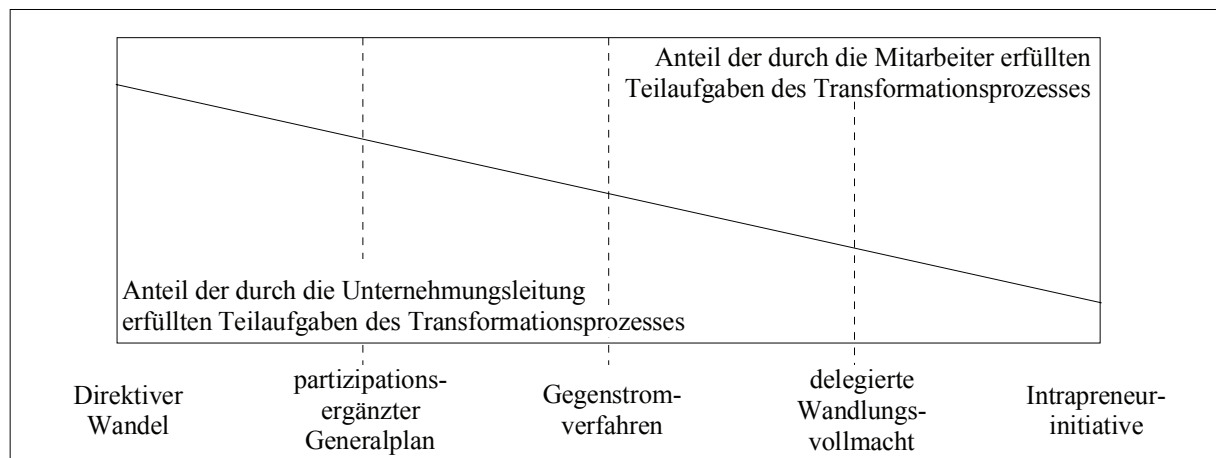 Anteil der durch die Mitarbeiter erfüllten
Teilaufgaben des Transformationsprozesses
Anteil der durch die Unternehmungsleitung
erfüllten Teilaufgaben des Transformationsprozesses
Direktiver
Wandel
partizipations-
ergänzter
Generalplan
Gegenstrom-
verfahren
delegierte
Wandlungs-
vollmacht
Intrapreneur-
initiative